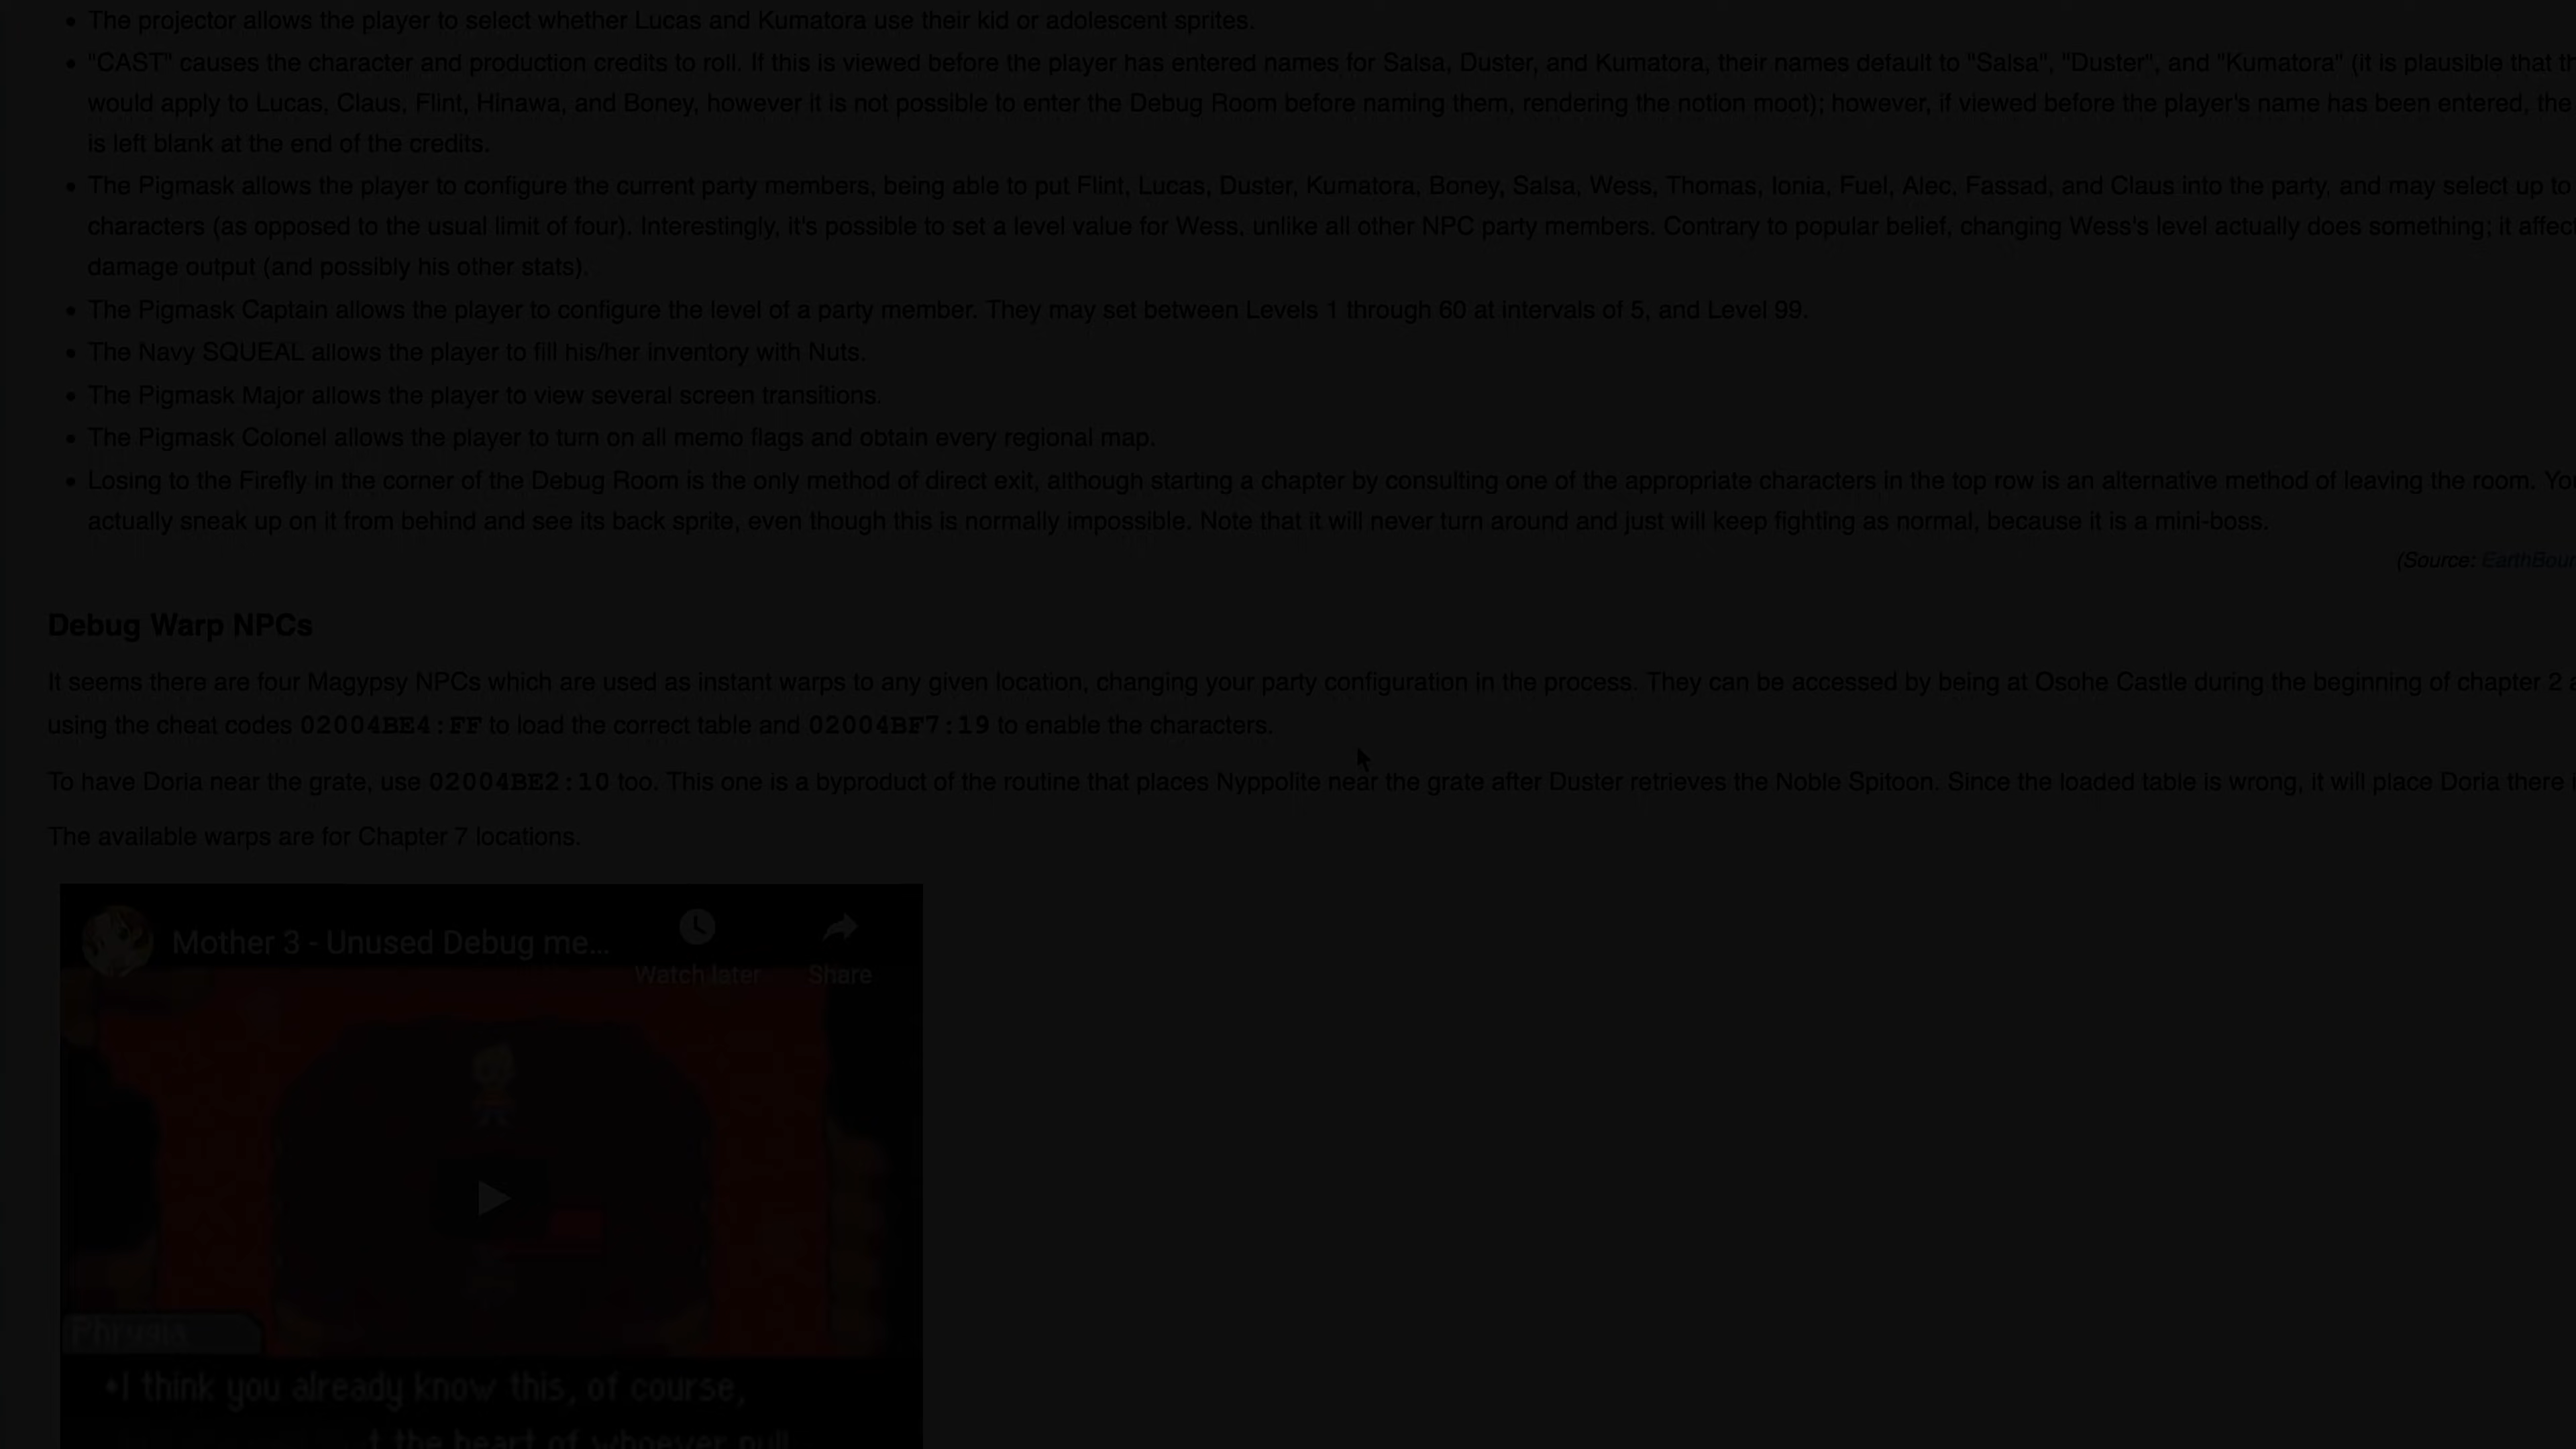 The projector allows the player to select whether Lucas and Kumatora use their kid or adolescent sprites.
"CAST" causes the character and production credits to roll. If this is viewed before the player has entered names for Salsa, Duster, and Kumatora, their names default to "Salsa", "Duster", and "Kumatora" (it is plausible that
would apply to Lucas, Claus, Flint, Hinawa, and Boney, however it is not possible to enter the Debug Room before naming them, rendering the notion moot); however, if viewed before the player's name has been entered, the
is left blank at the end of the credits.
The Pigmask allows the player to configure the current party members, being able to put Flint, Lucas, Duster, Kumatora, Boney, Salsa, Wess, Thomas, Ionia, Fuel, Alec, Fassad, and Claus into the party, and may select up to
characters (as opposed to the usual limit of four). Interestingly, it's possible to set a level value for Wess, unlike all other NPC party members. Contrary to popular belief, changing Wess's level actually does something; it
damage output (and possibly his other stats).
The Pigmask Captain allows the player to configure the level of a party member. They may set between Levels 1 through 60 at intervals of 5, and Level 99.
The Navy SQUEAL allows the player to fill his/her inventory with Nuts.
The Pigmask Major allows the player to view several screen transitions.
The Pigmask Colonel allows the player to turn on all memo flags and obtain every regional map.
Losing to the Firefly in the corner of the Debug Room is the only method of direct exit, although starting a chapter by consulting one of the appropriate characters in the top row is an alternative method of leaving the room.
actually sneak up on it from behind and see its back sprite, even though this is normally impossible. Note that it will never turn around and just will keep fighting as normal, because it is a mini-boss.
(Source:
Debug Warp NPCs
It seems there are four Magypsy NPCs which are used as instant warps to any given location, changing your party configuration in the process. They can be accessed by being at Osohe Castle during the beginning of chapter 2
using the cheat codes 02004BE4:FF to load the correct table and 02004BF7:19 to enable the characters.
To have Doria near the grate, use 02004BE2:10 too. This one is a byproduct of the routine that places Nyppolite near the grate after Duster retrieves the Noble Spitoon. Since the loaded table is wrong, it will place Doria there
The available warps are for Chapter 7 locations.
Mother 3 - Unused Debug me...
Watch later
Share
Phrygia
•I think you already know this, of course,
the heart of whoever pull